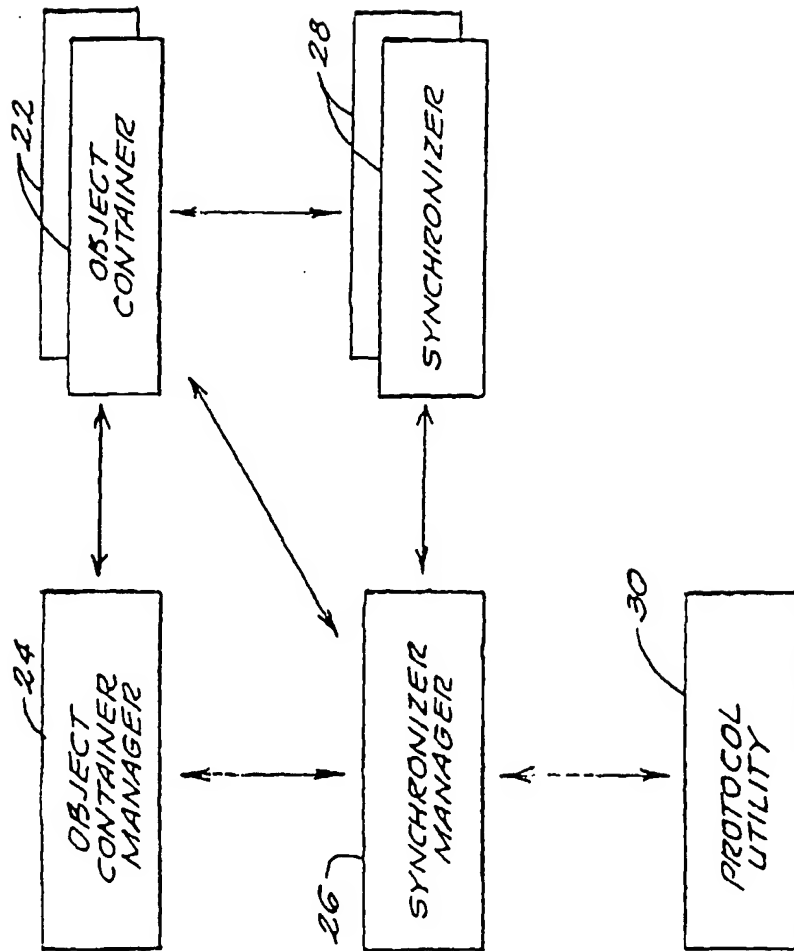 24
OBJECT
CONTAINER
MANAGER
22
OBJECT
CONTAINER
26
SYNCHRONIZER
MANAGER
28
SYNCHRONIZER
30
PROTOCOL
UTILITY